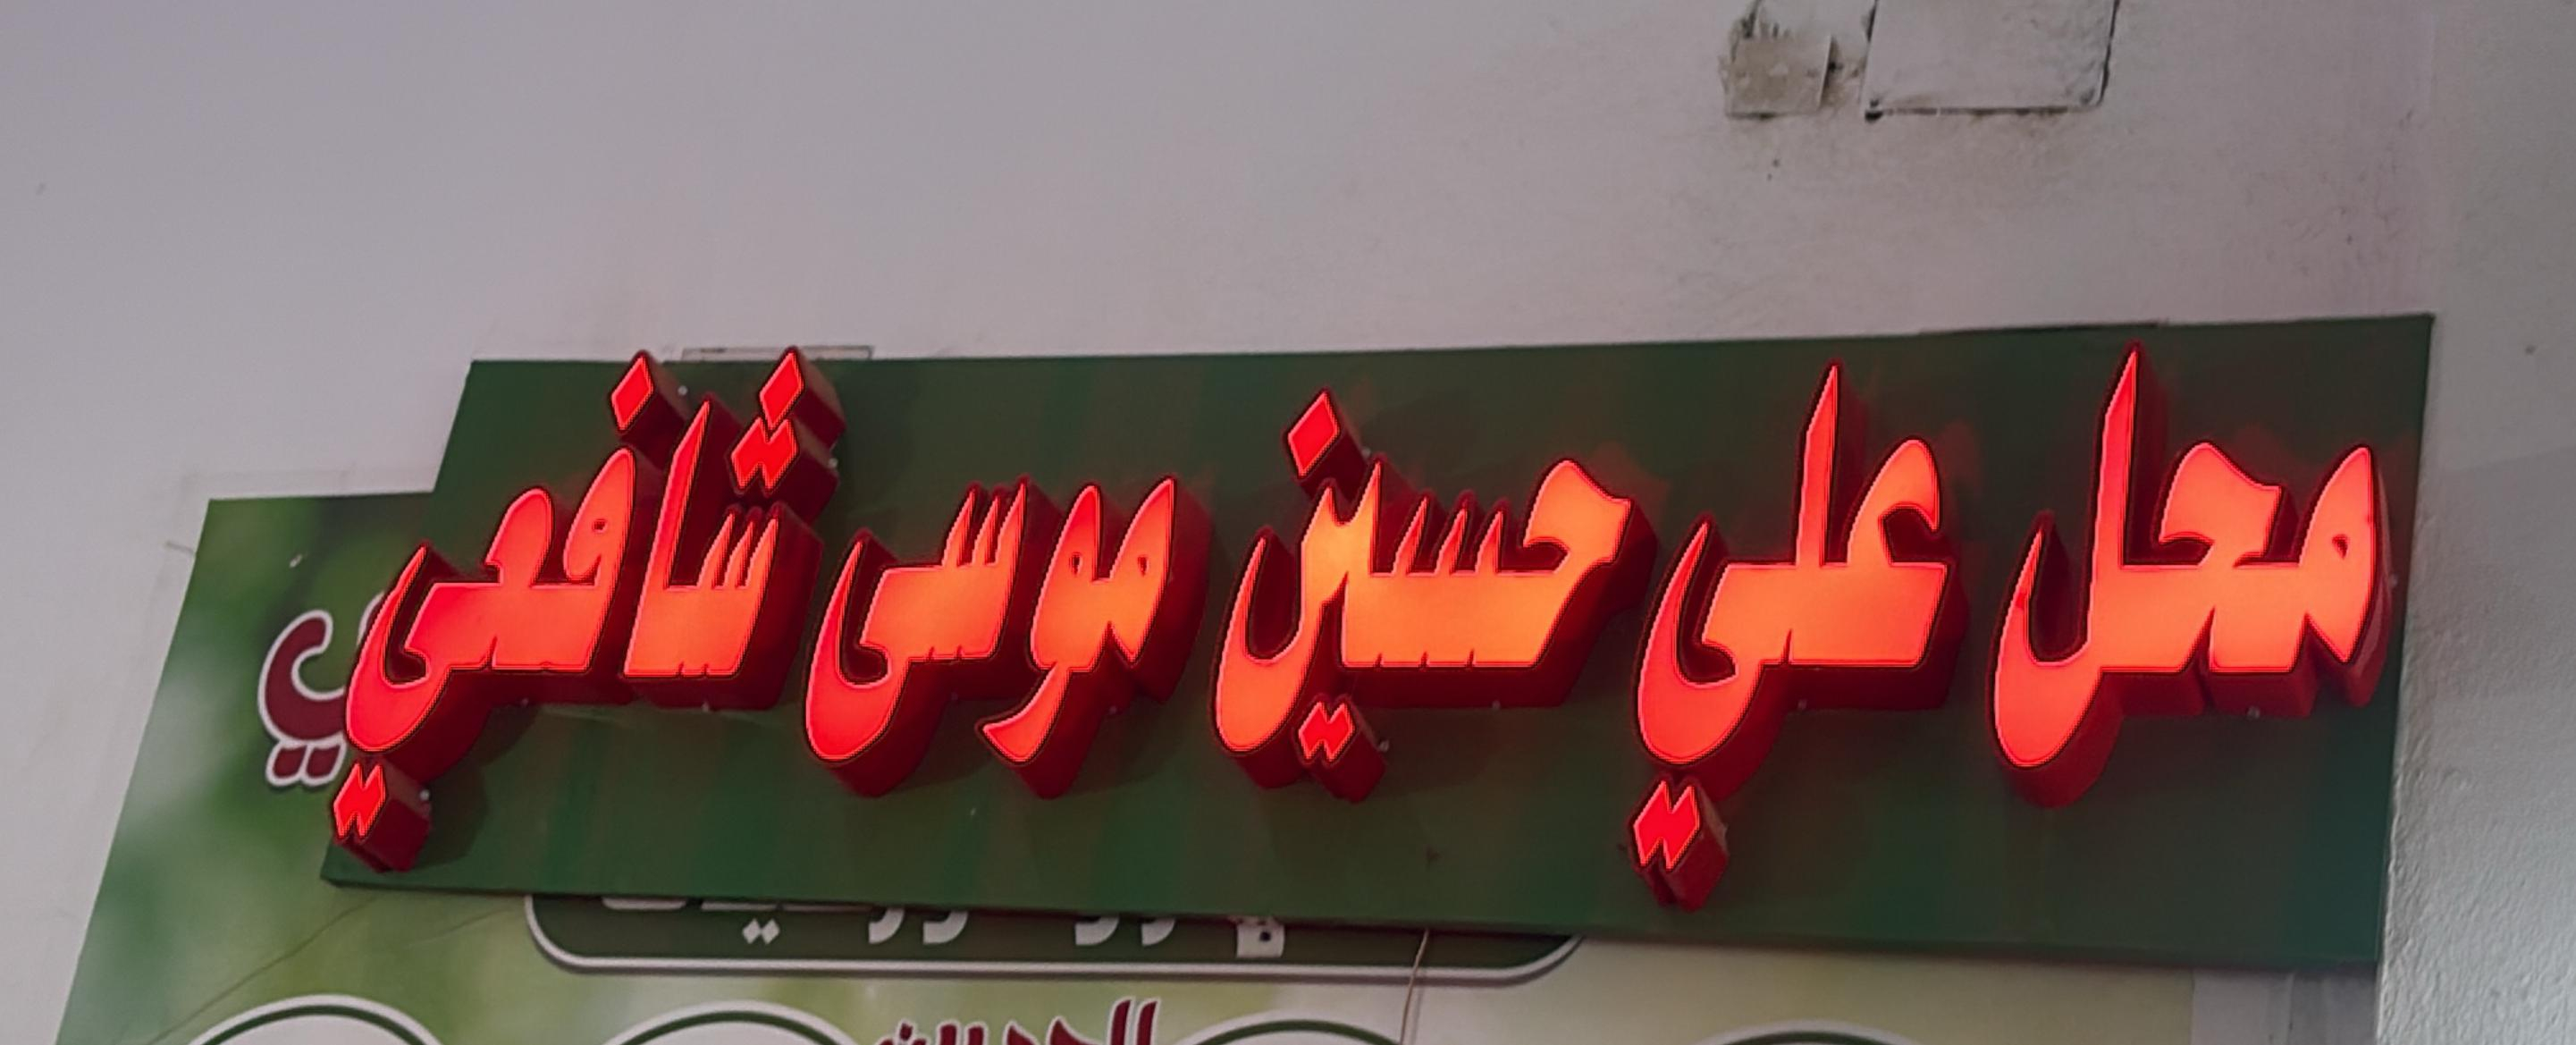 محل علي حسين موسى شافعي